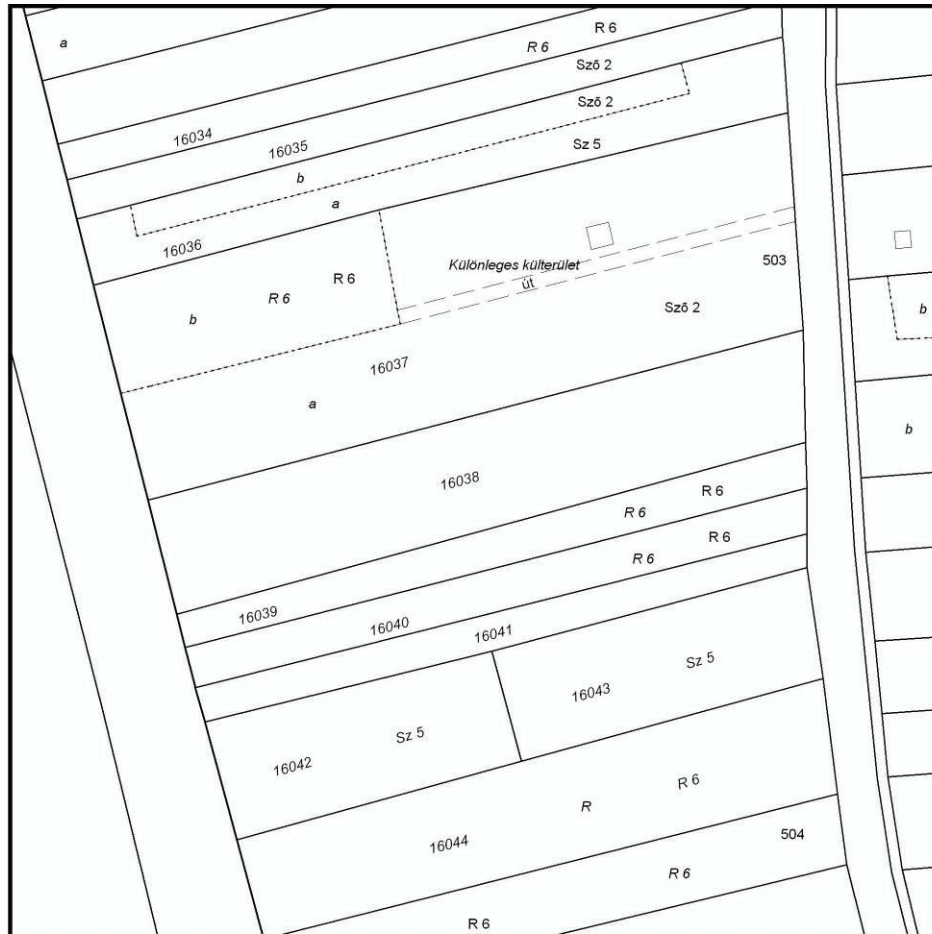 a
R 6
R 6
Sző 2
16034
16035
Sző 2
Sz 5
b
a
16036
R 6
R 6
b
Különleges külterület
út
503
Sző 2
16037
a
b
b
16038
R 6
R 6
R 6
R 6
16039
16040
16041
Sz 5
16043
Sz 5
16042
R 6
R
16044
504
R 6
R 6